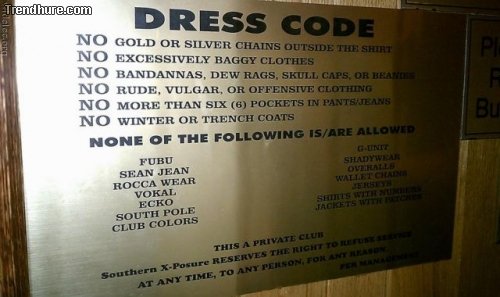 Trendhure.com
DRESS CODE
NO GOLD OR SILVER CHAINS OUTSIDE THE SHIRT
NO EXCESSIVELY BAGGY CLOTHES
NO BANDANNAS, DEW RAGS, SKULL CAPS, OR BEANIES
NO RUDE, VULGAR, OR OFFENSIVE CLOTHING
NO MORE THAN SIX (6) POCKETS IN PANTS/JEANS
NO WINTER OR TRENCH COATS
NONE OF THE FOLLOWING IS/ARE ALLOWED
FUBU
SEAN JEAN
ROCCA WEAR
VOKAL
ECKO
SOUTH POLE
CLUB COLORS
G-UNIT
SHADYWEAR
OVERALLS
WALLET CHAINS
JERSEYS
SHIRTS WITH NUMBERS
JACKETS WITH PATCHES
THIS A PRIVATE CLUB
Southern X-Posure RESERVES THE RIGHT TO REFUSE SERVICE
AT ANY TIME, TO ANY PERSON, FOR ANY REASON.
PER MANAGEMENT